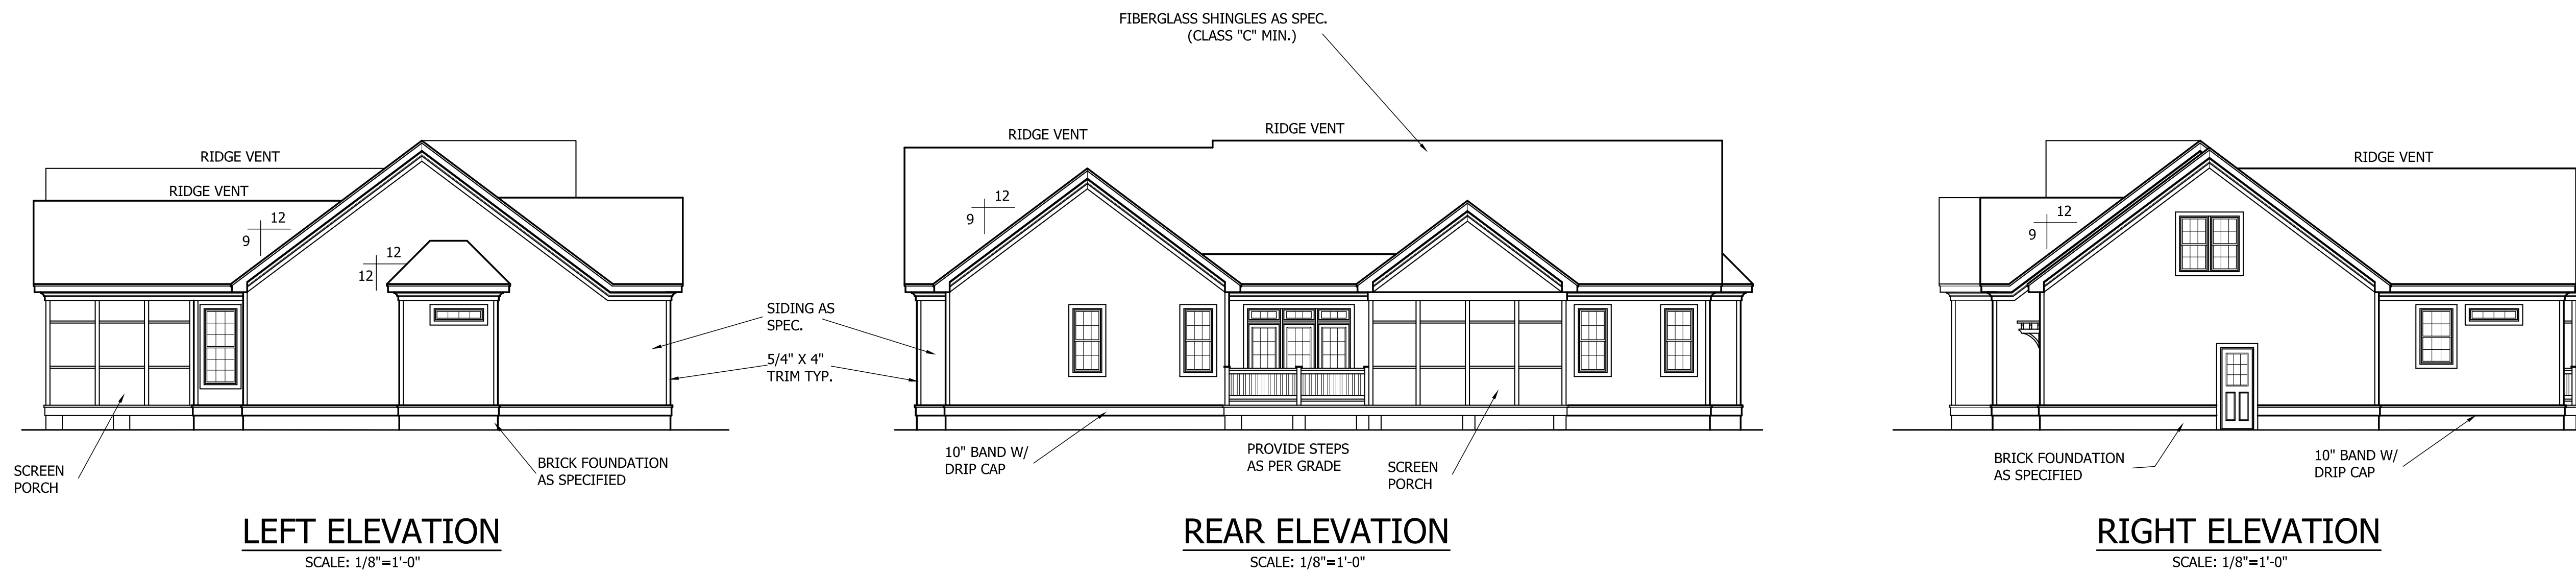 RIDGE VENT
RIDGE VENT
12
9
12
12
SCREEN
PORCH
BRICK FOUNDATION
AS SPECIFIED
LEFT ELEVATION
SCALE: 1/8"=1'-0"
SIDING AS
SPEC.
5/4" X 4"
TRIM TYP.
FIBERGLASS SHINGLES AS SPEC.
(CLASS "C" MIN.)
RIDGE VENT
RIDGE VENT
12
9
10" BAND W/
DRIP CAP
PROVIDE STEPS
AS PER GRADE
SCREEN
PORCH
REAR ELEVATION
SCALE: 1/8"=1'-0"
RIDGE VENT
12
9
BRICK FOUNDATION
AS SPECIFIED
10" BAND W/
DRIP CAP
RIGHT ELEVATION
SCALE: 1/8"=1'-0"